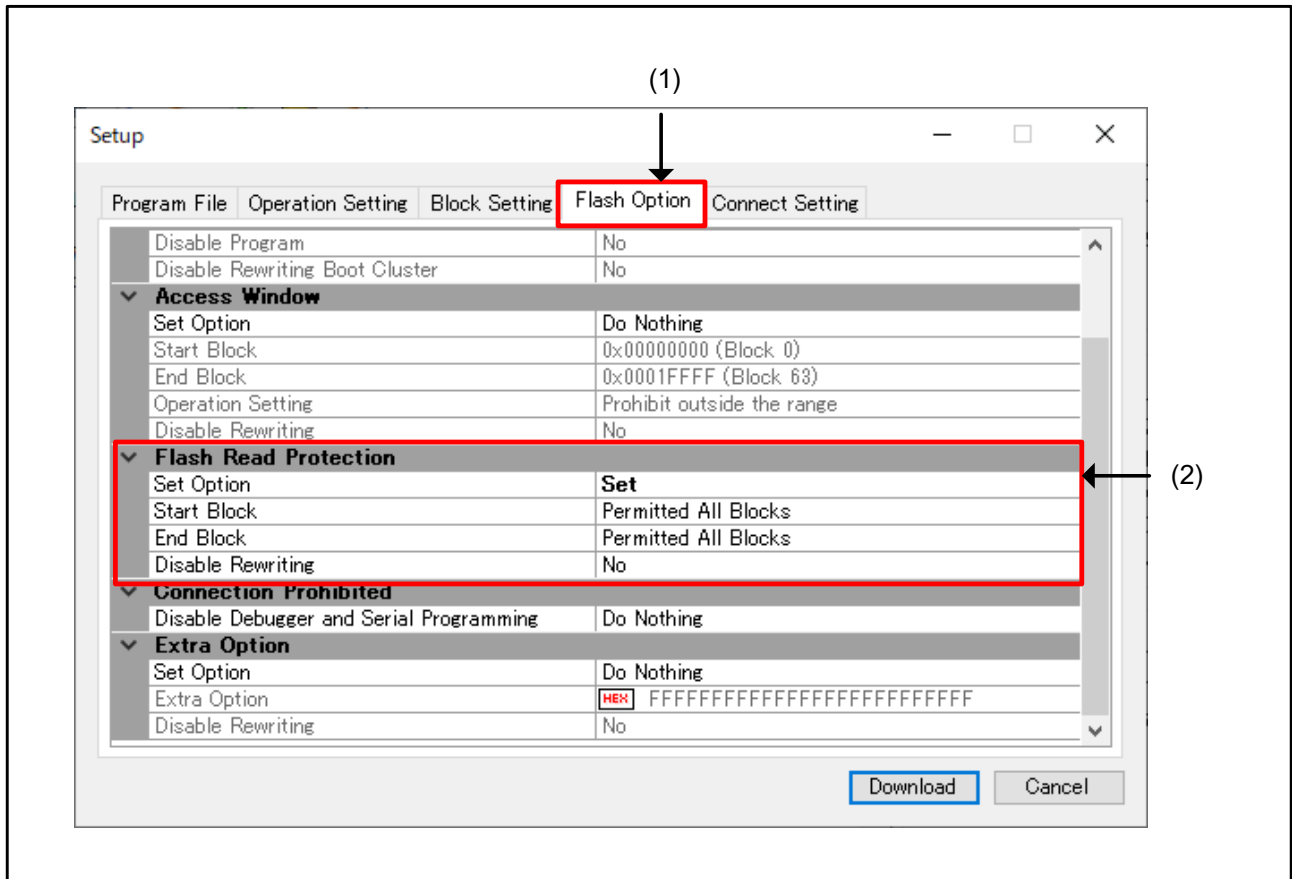 (1)
Setup
Program File Operation Setting Block Setting Flash Option Connect Setting
Disable Program No
Disable Rewriting Boot Cluster No
Access Window
Set Option Do Nothing
Start Block 0x00000000 (Block 0)
End Block 0x0001FFFF (Block 63)
Operation Setting Prohibit outside the range
Disable Rewriting No
Flash Read Protection
Set Option Set
(2)
Start Block Permitted All Blocks
End Block Permitted All Blocks
Disable Rewriting No
Connection Prohibited
Disable Debugger and Serial Programming Do Nothing
Extra Option
Set Option Do Nothing
Extra Option HEX FFFFFFFFFFFFFFFFFFFFFFFFFF
Disable Rewriting No
Download Cancel